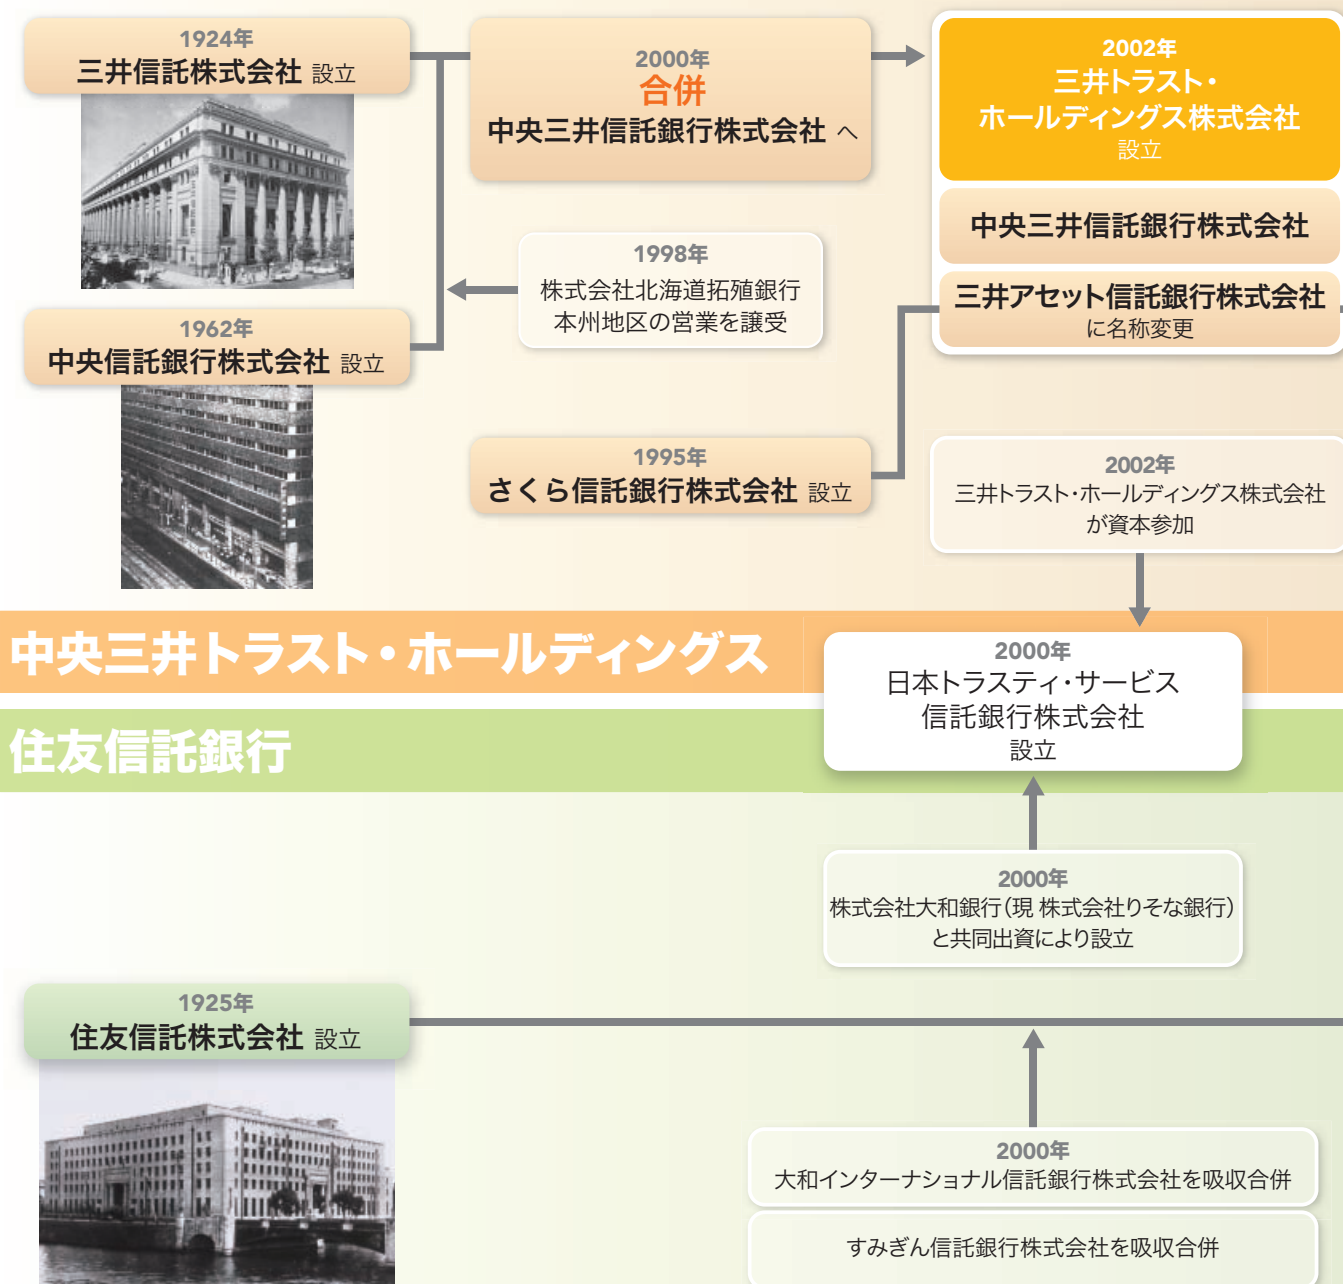 1924年
三井信託株式会社 設立
2000年
合併
中央三井信託銀行株式会社 へ
2002年
三井トラスト・
ホールディングス株式会社
設立
中央三井信託銀行株式会社
三井アセット信託銀行株式会社
に名称変更
1998年
株式会社北海道拓殖銀行
本州地区の営業を譲受
1962年
中央信託銀行株式会社 設立
1995年
さくら信託銀行株式会社 設立
2002年
三井トラスト・ホールディングス株式会社
が資本参加
中央三井トラスト・ホールディングス
2000年
日本トラスティ・サービス
信託銀行株式会社
設立
住友信託銀行
2000年
株式会社大和銀行(現 株式会社りそな銀行)
と共同出資により設立
1925年
住友信託株式会社 設立
2000年
大和インターナショナル信託銀行株式会社を吸収合併
すみぎん信託銀行株式会社を吸収合併